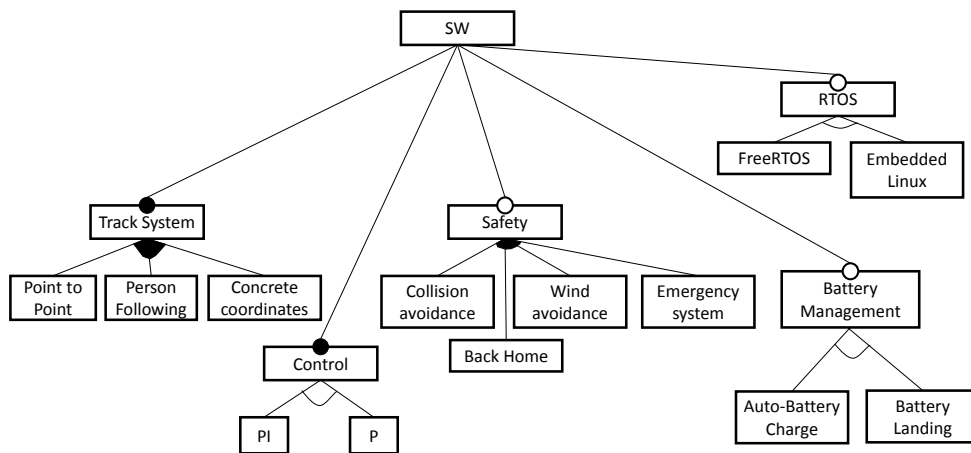 SW
RTOS
FreeRTOS
Embedded
Linux
Track System
Safety
Point to
Point
Person
Following
Concrete
coordinates
Collision
avoidance
Wind
avoidance
Emergency
system
Battery
Management
Control
Back Home
PI
P
Auto-Battery
Charge
Battery
Landing